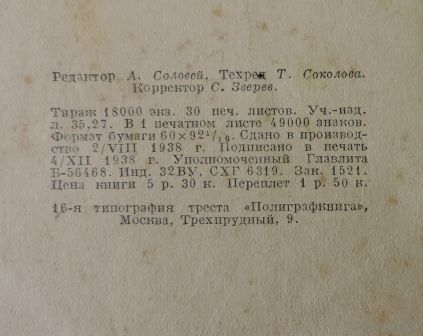 Редактор А. Соловей, Техред Т. Соколова.
Корректор С. Зверев.
Тираж 18000 экз. 30 печ. листов. Уч.-изд.
л. 35,27. В 1 печатном листе 49000 знаков.
Формат бумаги 60×92¹/₁₆. Сдано в производ-
ство 2/VIII 1938 г. Подписано в печать
4/XII 1938 г. Уполномоченный Главлита
Б-56468. Инд. 32ВУ. СХГ 6319. Зак. 1521.
Цена книги 5 р. 30 к. Переплет 1 р. 50 к.
16-я типография треста «Полиграфкнига»,
Москва, Трехпрудный, 9.